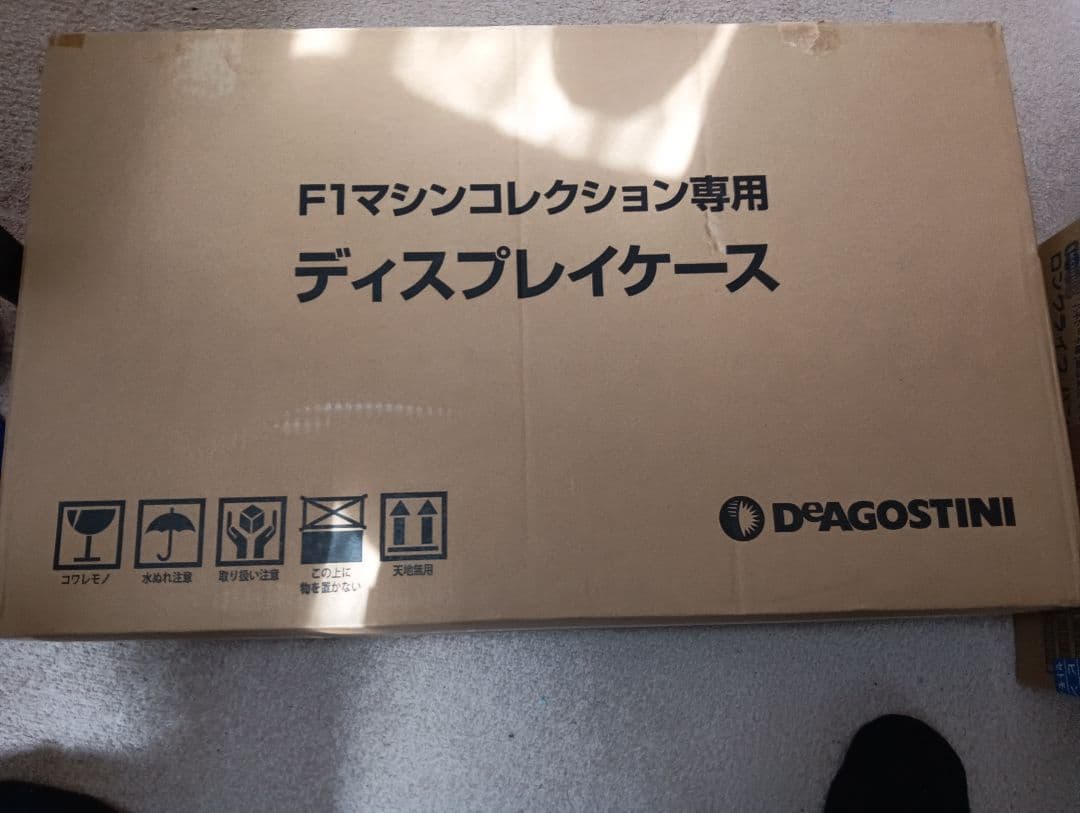 F1マシンコレクション専用
ディスプレイケース
DeAGOSTINI
コワレモノ
水ぬれ注意
取り扱い注意
この上に
物を置かない
天地無用